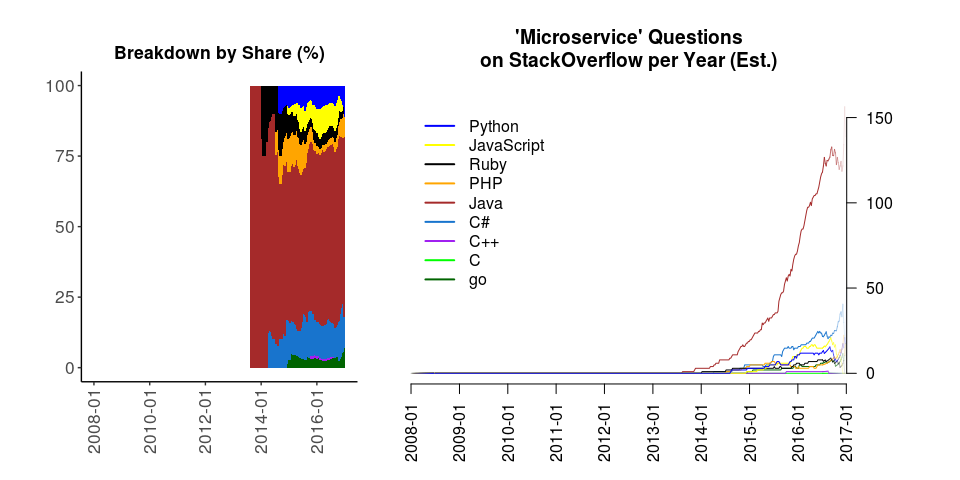 Breakdown by Share (%)
100
75
50
25
0
2008-01
2010-01
2012-01
2014-01
2016-01
'Microservice' Questions
on StackOverflow per Year (Est.)
Python
JavaScript
Ruby
PHP
Java
C#
C++
C
go
150
100
50
0
2008-01
2009-01
2010-01
2011-01
2012-01
2013-01
2014-01
2015-01
2016-01
2017-01